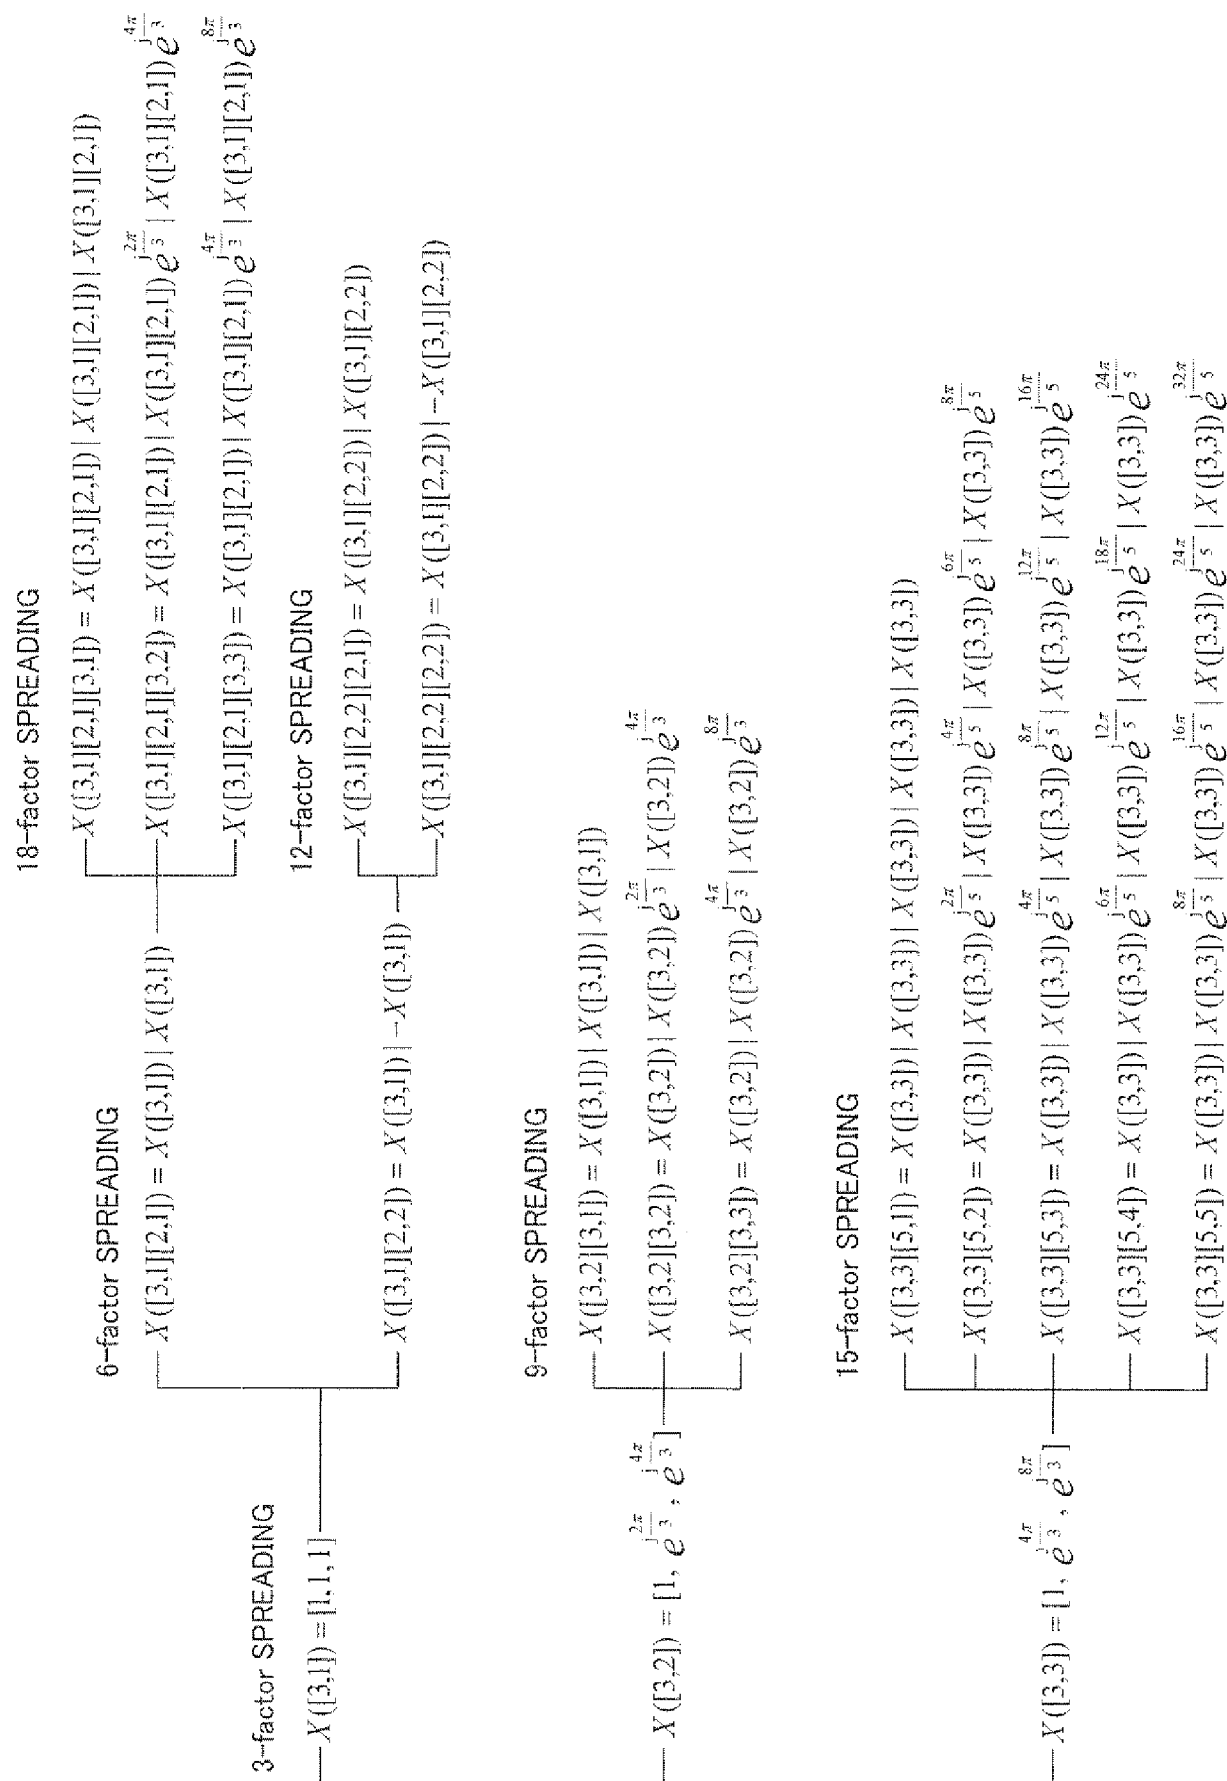 18-factor SPREADING
X([3,1][2,1][3,1]) = X([3,1][2,1]) | X([3,1][2,1]) | X([3,1][2,1])
X([3,1][2,1][3,2]) = X([3,1][2,1]) | X([3,1][2,1])e^{j2π/3} | X([3,1][2,1])e^{j4π/3}
X([3,1][2,1][3,3]) = X([3,1][2,1]) | X([3,1][2,1])e^{j4π/3} | X([3,1][2,1])e^{j8π/3}
6-factor SPREADING
X([3,1][2,1]) = X([3,1]) | X([3,1])
12-factor SPREADING
X([3,1][2,2][2,1]) = X([3,1][2,2]) | X([3,1][2,2])
X([3,1][2,2][2,2]) = X([3,1][2,2]) | −X([3,1][2,2])
3-factor SPREADING
X([3,1]) = [1,1,1]
X([3,1][2,2]) = X([3,1]) | −X([3,1])
9-factor SPREADING
X([3,2][3,1]) = X([3,1]) | X([3,1]) | X([3,1])
X([3,2]) = [1, e^{j2π/3}, e^{j4π/3}]
X([3,2][3,2]) = X([3,2]) | X([3,2])e^{j2π/3} | X([3,2])e^{j4π/3}
X([3,2][3,3]) = X([3,2]) | X([3,2])e^{j4π/3} | X([3,2])e^{j8π/3}
15-factor SPREADING
X([3,3][5,1]) = X([3,3]) | X([3,3]) | X([3,3]) | X([3,3]) | X([3,3])
X([3,3][5,2]) = X([3,3]) | X([3,3])e^{j2π/5} | X([3,3])e^{j4π/5} | X([3,3])e^{j6π/5} | X([3,3])e^{j8π/5}
X([3,3]) = [1, e^{j4π/3}, e^{j8π/3}]
X([3,3][5,3]) = X([3,3]) | X([3,3])e^{j4π/5} | X([3,3])e^{j8π/5} | X([3,3])e^{j12π/5} | X([3,3])e^{j16π/5}
X([3,3][5,4]) = X([3,3]) | X([3,3])e^{j6π/5} | X([3,3])e^{j12π/5} | X([3,3])e^{j18π/5} | X([3,3])e^{j24π/5}
X([3,3][5,5]) = X([3,3]) | X([3,3])e^{j8π/5} | X([3,3])e^{j16π/5} | X([3,3])e^{j24π/5} | X([3,3])e^{j32π/5}